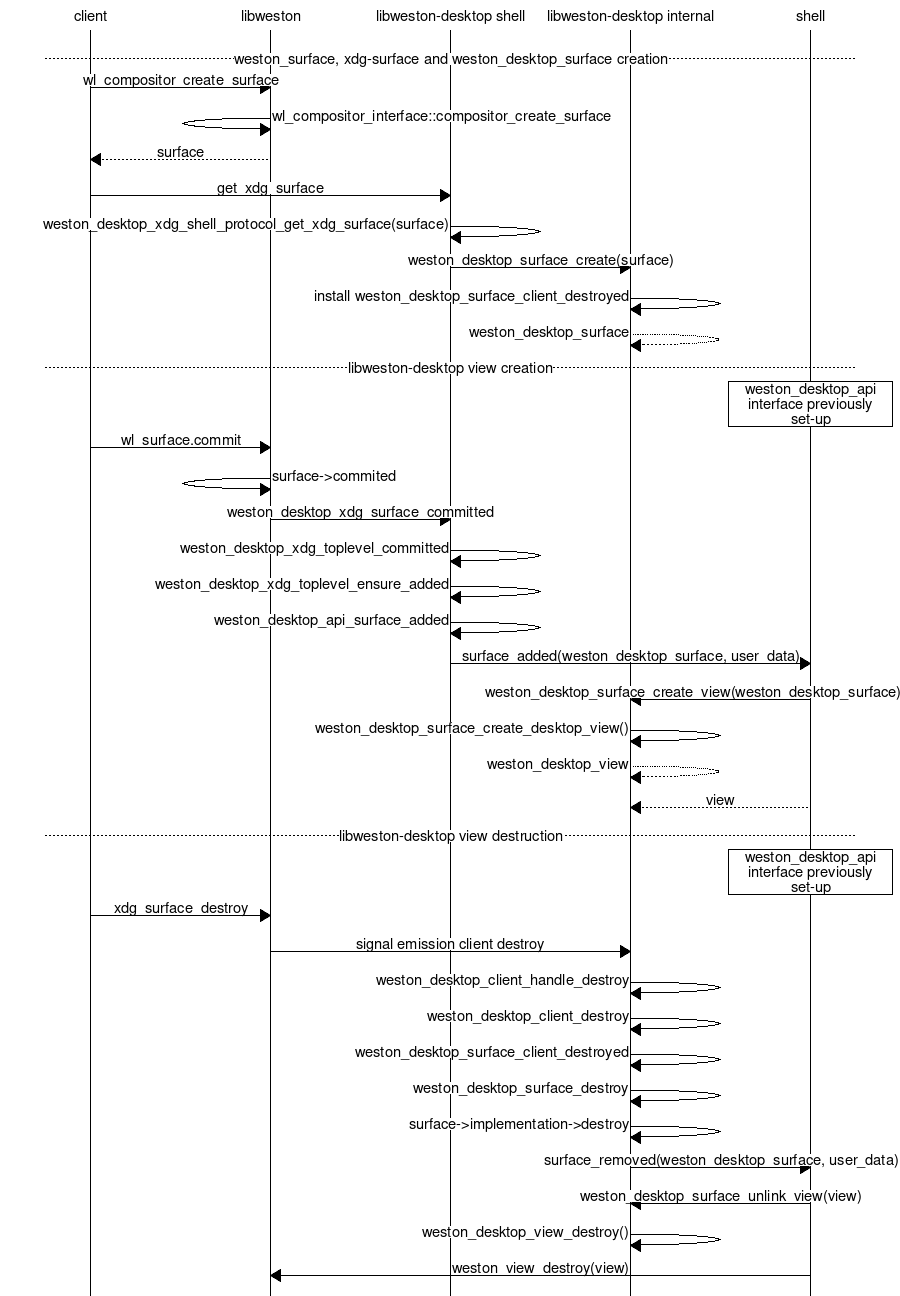 client
libweston
libweston-desktop shell
libweston-desktop internal
shell
weston_surface, xdg-surface and weston_desktop_surface creation
wl_compositor_create_surface
wl_compositor_interface::compositor_create_surface
surface
get_xdg_surface
weston_desktop_xdg_shell_protocol_get_xdg_surface(surface)
weston_desktop_surface_create(surface)
install weston_desktop_surface_client_destroyed
weston_desktop_surface
libweston-desktop view creation
weston_desktop_api
interface previously
set-up
wl_surface.commit
surface->commited
weston_desktop_xdg_surface_committed
weston_desktop_xdg_toplevel_committed
weston_desktop_xdg_toplevel_ensure_added
weston_desktop_api_surface_added
surface_added(weston_desktop_surface, user_data)
weston_desktop_surface_create_view(weston_desktop_surface)
weston_desktop_surface_create_desktop_view()
weston_desktop_view
view
libweston-desktop view destruction
weston_desktop_api
interface previously
set-up
xdg_surface_destroy
signal emission client destroy
weston_desktop_client_handle_destroy
weston_desktop_client_destroy
weston_desktop_surface_client_destroyed
weston_desktop_surface_destroy
surface->implementation->destroy
surface_removed(weston_desktop_surface, user_data)
weston_desktop_surface_unlink_view(view)
weston_desktop_view_destroy()
weston_view_destroy(view)